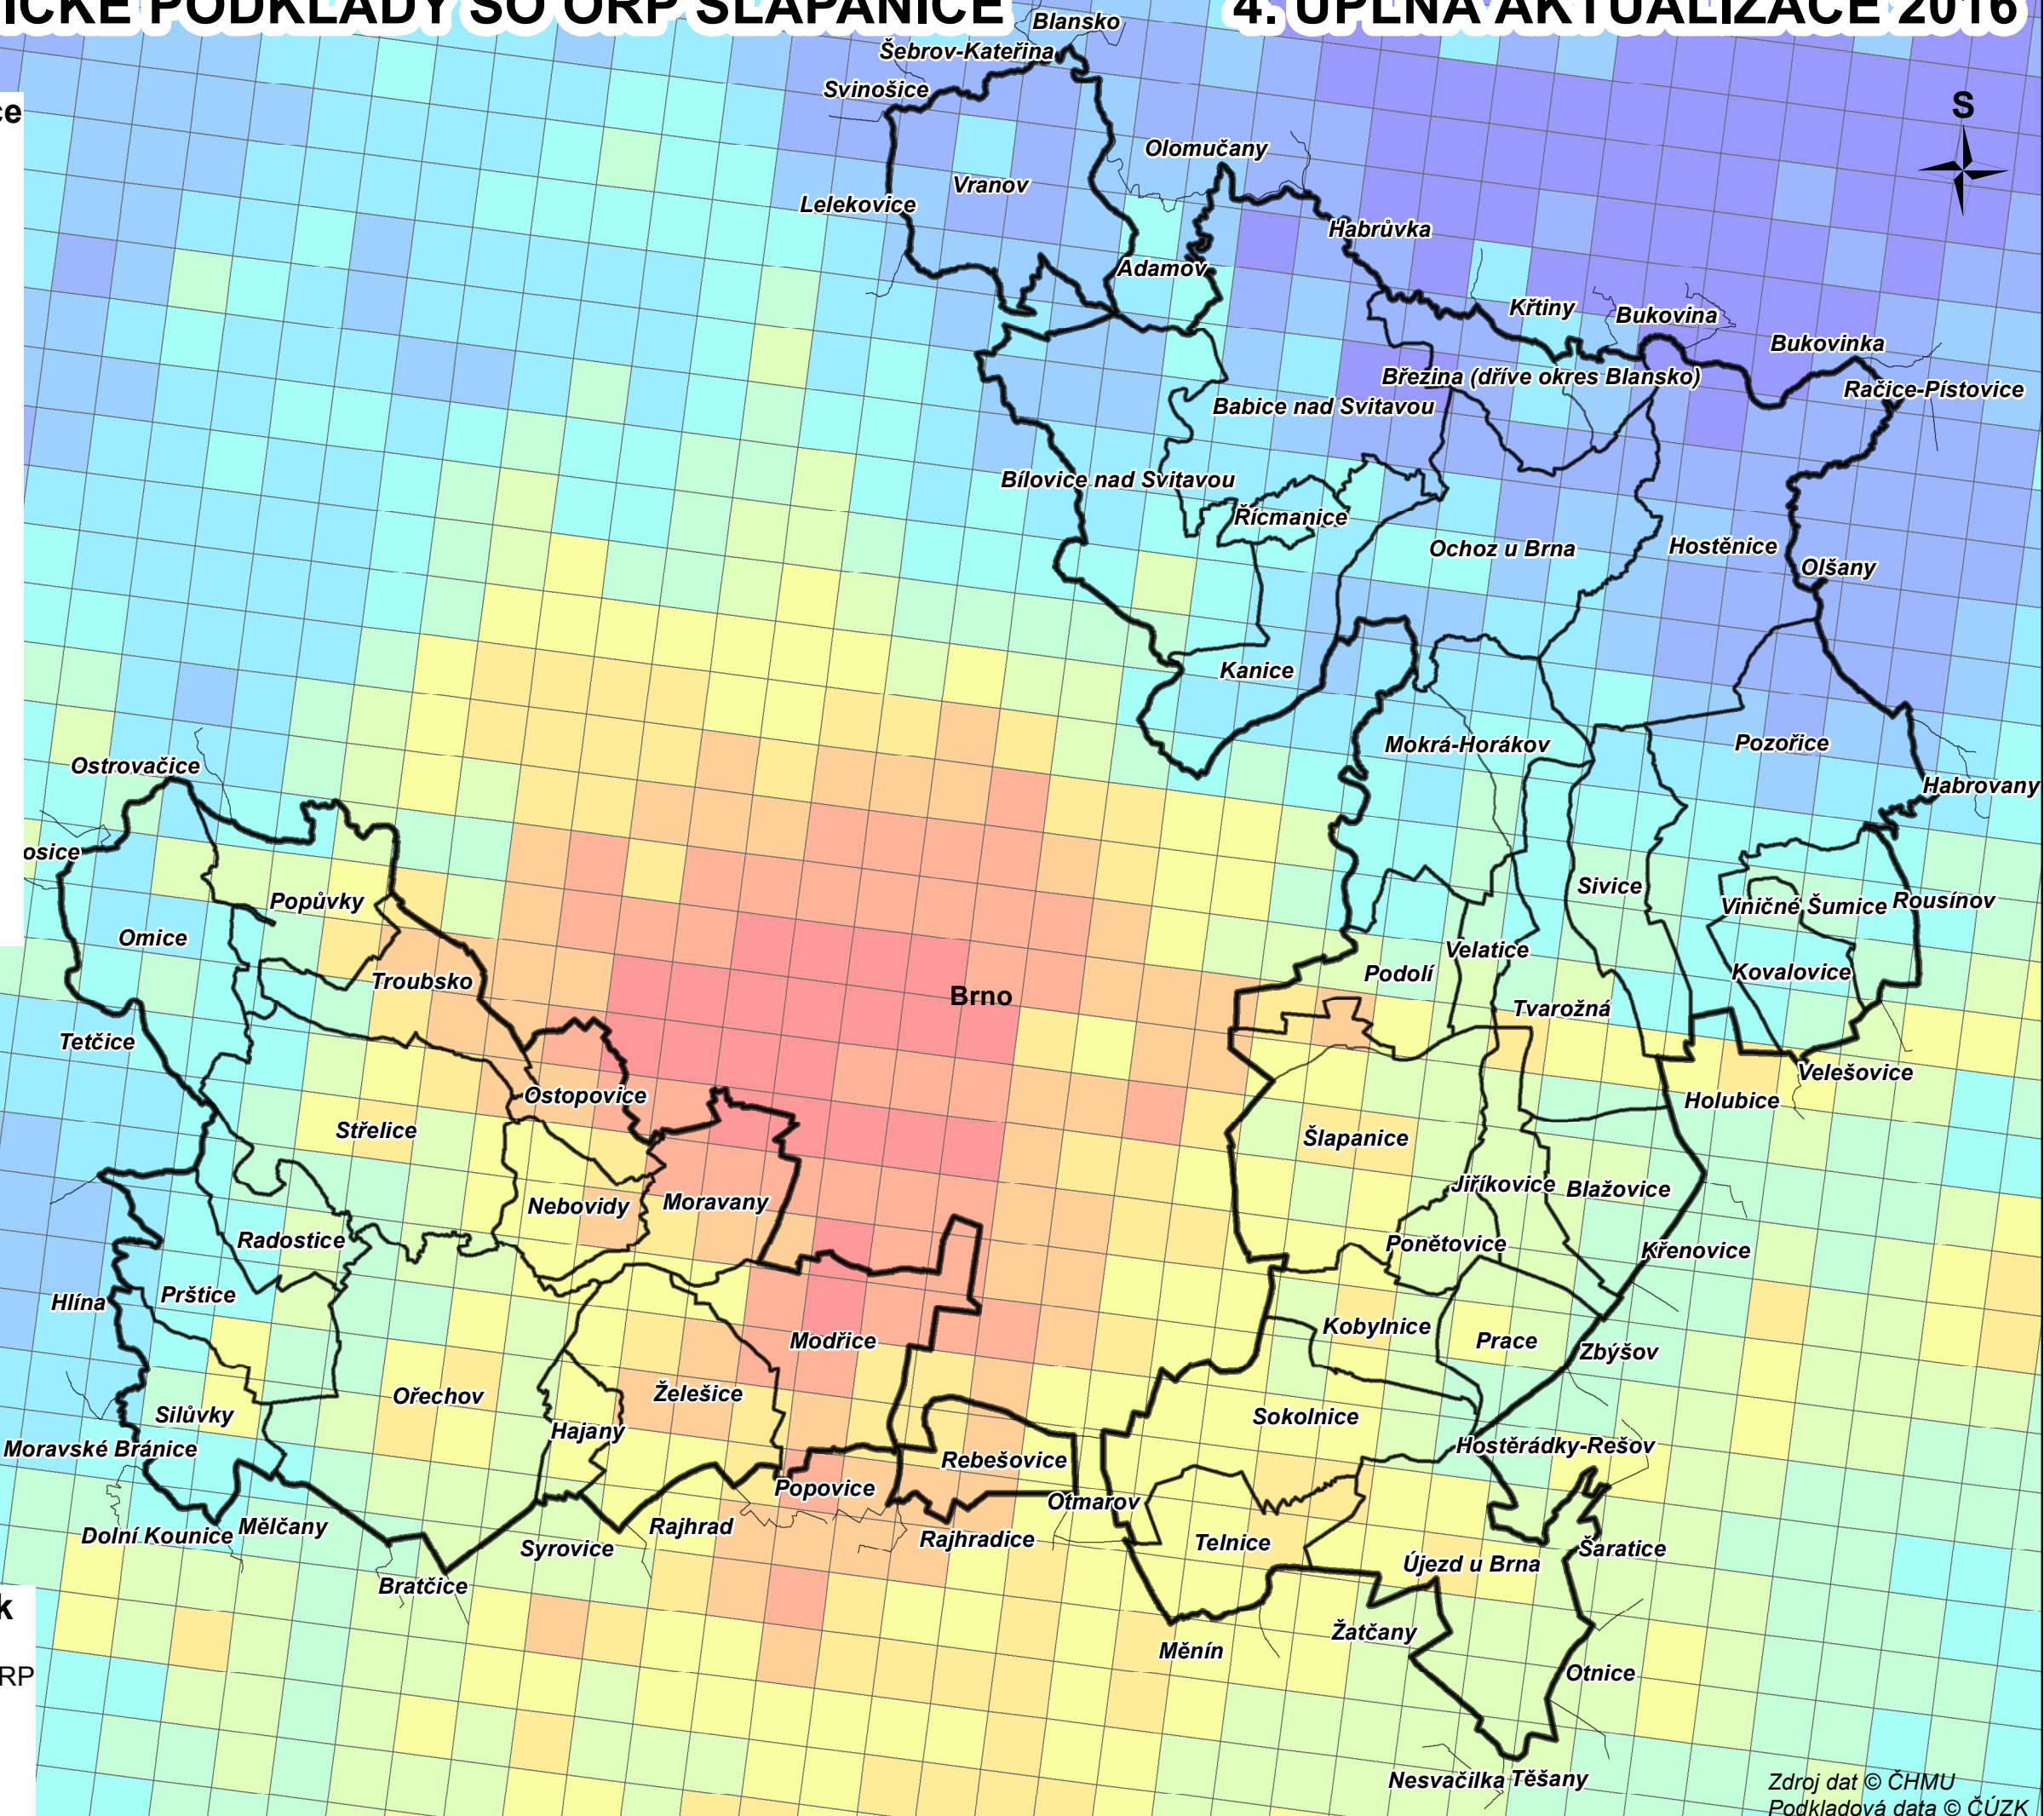 ICKÉ PODKLADY SO ORP ŠLAPANICE
4. ÚPLNÁ AKTUALIZACE 2016
Blansko
Šebrov-Kateřina
Svinošice
S
Olomučany
Vranov
Lelekovice
Habrůvka
Adamov
Křtiny
Bukovina
Bukovinka
Březina (dříve okres Blansko)
Račice-Pístovice
Babice nad Svitavou
Bílovice nad Svitavou
Řícmanice
Ochoz u Brna
Hostěnice
Olšany
Kanice
Mokrá-Horákov
Pozořice
Ostrovačice
Habrovany
osice
Sivice
Popůvky
Viničné Šumice
Rousínov
Omice
Velatice
Podolí
Kovalovice
Troubsko
Brno
Tvarožná
Tetčice
Velešovice
Ostopovice
Holubice
Střelice
Šlapanice
Jiříkovice
Blažovice
Nebovidy
Moravany
Radostice
Ponětovice
Křenovice
Prštice
Hlína
Kobylnice
Modřice
Prace
Zbýšov
Ořechov
Želešice
Silůvky
Sokolnice
Hajany
Moravské Bránice
Hostěrádky-Rešov
Rebešovice
Popovice
Otmarov
Rajhrad
Mělčany
Dolní Kounice
Rajhradice
Telnice
Syrovice
Šaratice
Újezd u Brna
Bratčice
k
Žatčany
Měnín
RP
Otnice
Nesvačilka
Těšany
Zdroj dat © ČHMU
Podkladová data © ČÚZK